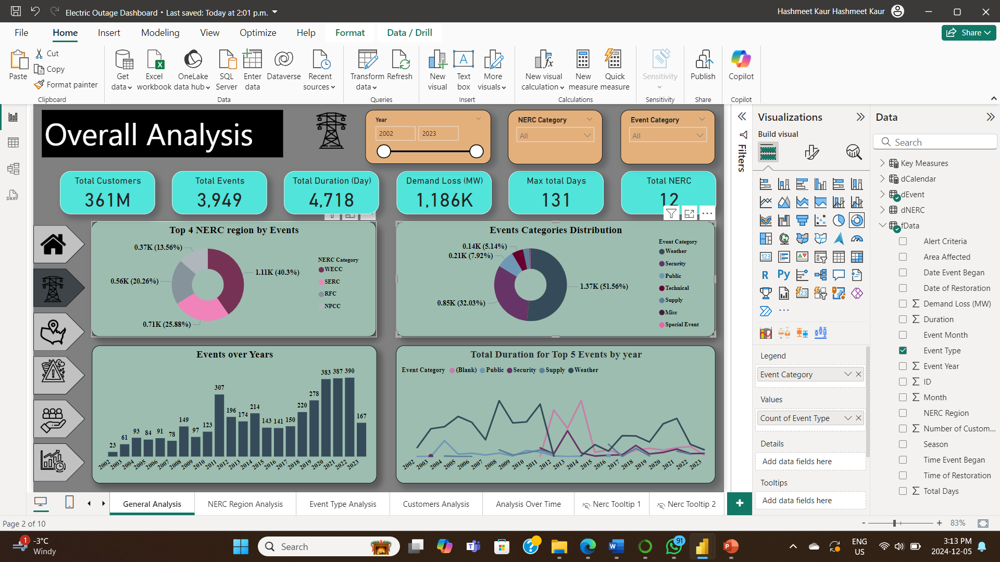 Electric Outage Dashboard • Last saved: Today at 2:01 p.m.
Hashmeet Kaur Hashmeet Kaur
File Home Insert Modeling View Optimize Help Format Data / Drill
Share
Paste
Cut
Copy
Format painter
Clipboard
Get data
Excel workbook
OneLake data hub
SQL Server
Enter data
Dataverse
Recent sources
Data
Transform data
Refresh
Queries
New visual
Text box
More visuals
Insert
New visual calculation
New measure
Quick measure
Calculations
Sensitivity
Sensitivity
Publish
Share
Copilot
Copilot
Overall Analysis
Year
2002 2023
NERC Category
All
Event Category
All
Total Customers
361M
Total Events
3,949
Total Duration (Day)
4,718
Demand Loss (MW)
1,186K
Max total Days
131
Total NERC
12
Top 4 NERC region by Events
0.37K (13.56%)
0.56K (20.26%)
0.71K (25.88%)
1.11K (40.3%)
NERC Category
WECC
SERC
RFC
NPCC
Events Categories Distribution
0.14K (5.14%)
0.21K (7.92%)
0.85K (32.03%)
1.37K (51.56%)
Event Category
Weather
Security
Public
Technical
Supply
Misc
Special Event
Events over Years
23 61 93 84 91 78 149 97 123 307 196 174 214 143 141 150 220 278 383 387 390 167
2002 2003 2004 2005 2006 2007 2008 2009 2010 2011 2012 2013 2014 2015 2016 2017 2018 2019 2020 2021 2022 2023
Total Duration for Top 5 Events by year
Event Category (Blank) Public Security Supply Weather
2002 2003 2004 2005 2006 2007 2008 2009 2010 2011 2012 2013 2014 2015 2016 2017 2018 2019 2020 2021 2022 2023
Filters
Visualizations
Build visual
R Py
123
Legend
Event Category
Values
Count of Event Type
Details
Add data fields here
Tooltips
Add data fields here
Data
Search
Key Measures
dCalendar
dEvent
dNERC
fData
Alert Criteria
Area Affected
Date Event Began
Date of Restoration
Demand Loss (MW)
Duration
Event Month
Event Type
Event Year
ID
Month
NERC Region
Number of Custom...
Season
Time Event Began
Time of Restoration
Total Days
General Analysis NERC Region Analysis Event Type Analysis Customers Analysis Analysis Over Time Nerc Tooltip 1 Nerc Tooltip 2
Page 2 of 10
- + 83%
1
-3°C
Windy
Search
91
ENG
US
3:13 PM
2024-12-05